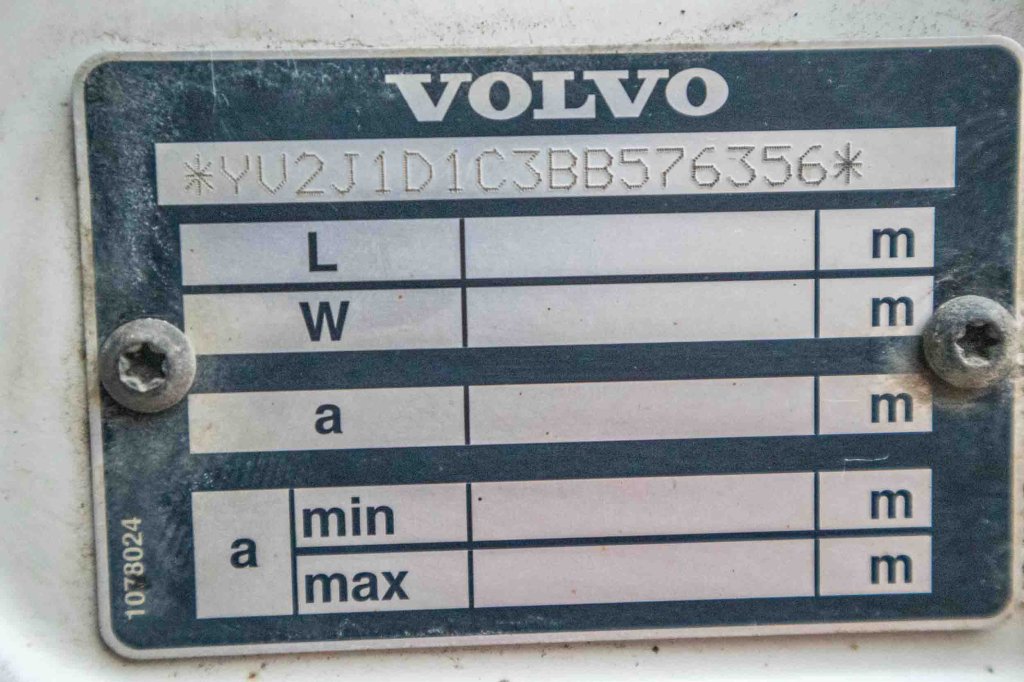 VOLVO
*YV2J1D1C3BB576356*
L m
W m
a m
a min m
max m
1078024